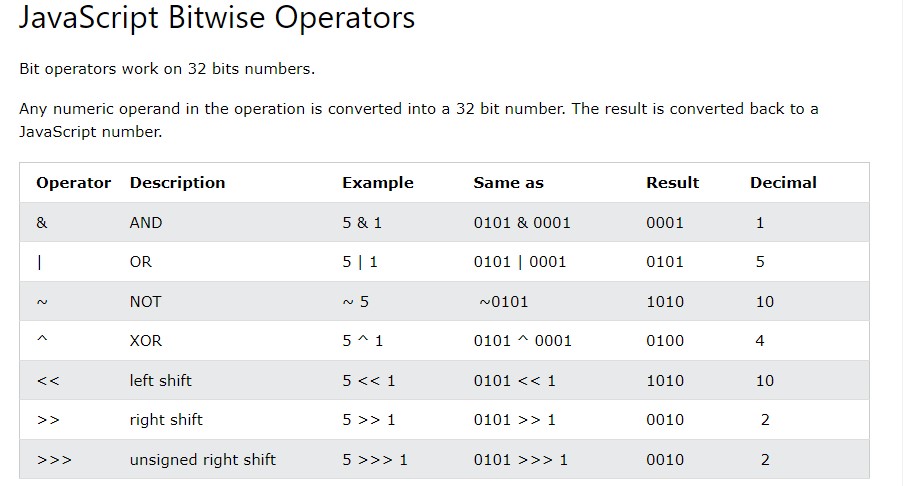 JavaScript Bitwise Operators
Bit operators work on 32 bits numbers.
Any numeric operand in the operation is converted into a 32 bit number. The result is converted back to a
JavaScript number.
Operator Description Example Same as Result Decimal
& AND 5 & 1 0101 & 0001 0001 1
| OR 5 | 1 0101 | 0001 0101 5
~ NOT ~ 5 ~0101 1010 10
^ XOR 5 ^ 1 0101 ^ 0001 0100 4
<< left shift 5 << 1 0101 << 1 1010 10
>> right shift 5 >> 1 0101 >> 1 0010 2
>>> unsigned right shift 5 >>> 1 0101 >>> 1 0010 2